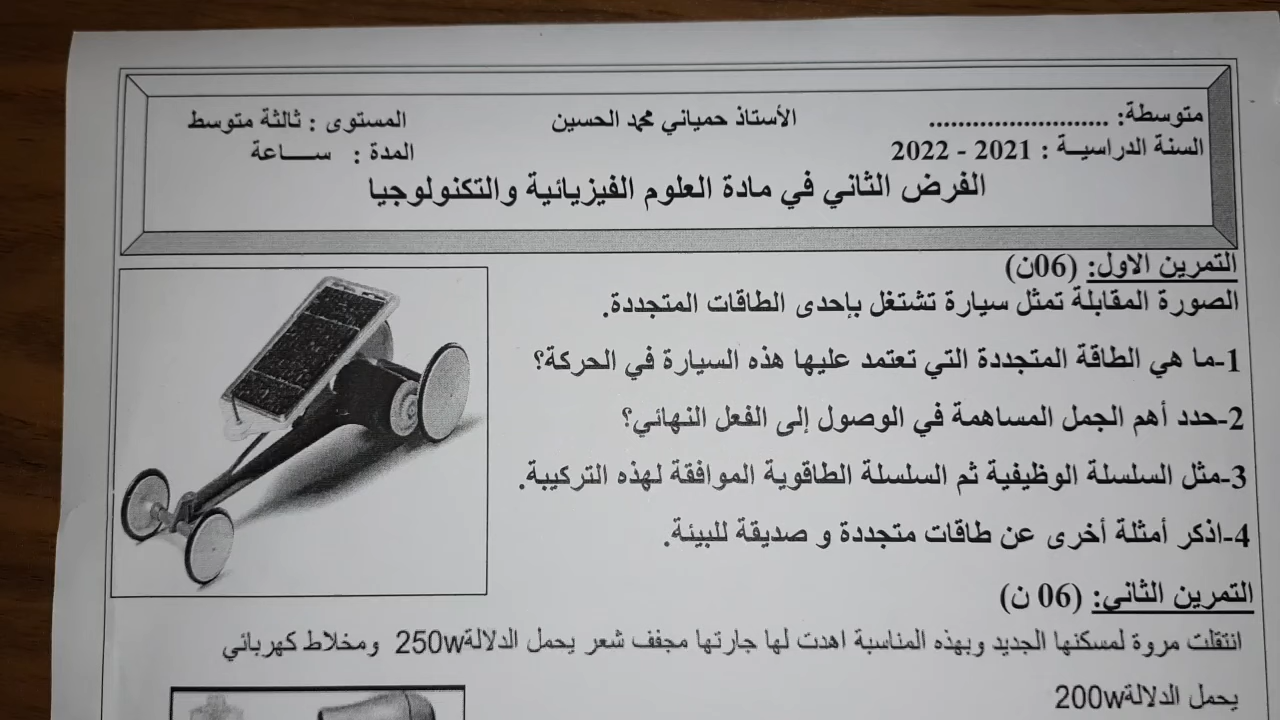 متوسطة: ........................ الأستاذ حمياني محمد الحسين المستوى : ثالثة متوسط
السنة الدراسيـة : 2021 - 2022 المدة : ســـاعة
الفرض الثاني في مادة العلوم الفيزيائية والتكنولوجيا
التمرين الاول: (06ن)
الصورة المقابلة تمثل سيارة تشتغل بإحدى الطاقات المتجددة.
1-ما هي الطاقة المتجددة التي تعتمد عليها هذه السيارة في الحركة؟
2-حدد أهم الجمل المساهمة في الوصول إلى الفعل النهائي؟
3-مثل السلسلة الوظيفية ثم السلسلة الطاقوية الموافقة لهذه التركيبة.
4-اذكر أمثلة أخرى عن طاقات متجددة و صديقة للبيئة.
التمرين الثاني: (06 ن)
انتقلت مروة لمسكنها الجديد وبهذه المناسبة اهدت لها جارتها مجفف شعر يحمل الدلالة250w ومخلاط كهربائي
يحمل الدلالة200w